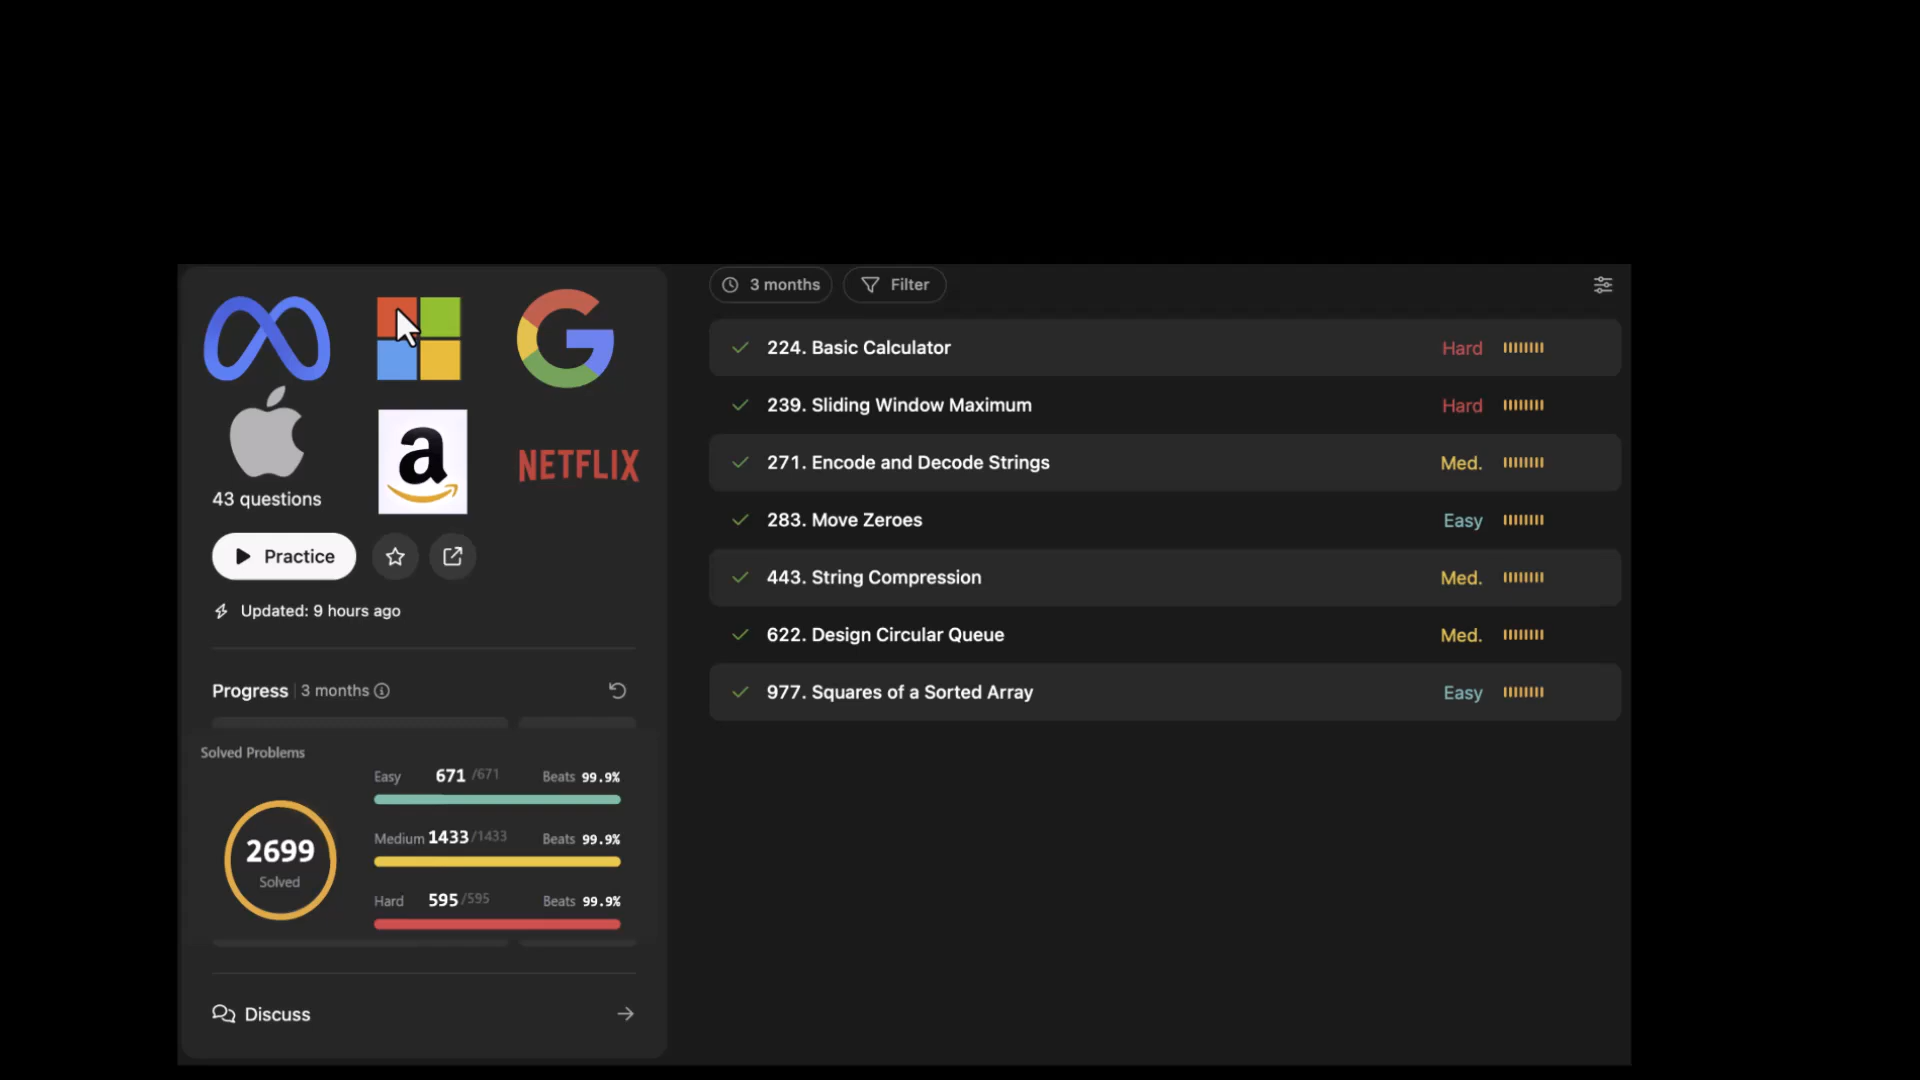 NETFLIX
43 questions
Practice
Updated: 9 hours ago
Progress | 3 months
Solved Problems
2699
Solved
Easy 671 /671 Beats 99.9%
Medium 1433 /1433 Beats 99.9%
Hard 595 /595 Beats 99.9%
Discuss
3 months
Filter
224. Basic Calculator Hard
239. Sliding Window Maximum Hard
271. Encode and Decode Strings Med.
283. Move Zeroes Easy
443. String Compression Med.
622. Design Circular Queue Med.
977. Squares of a Sorted Array Easy